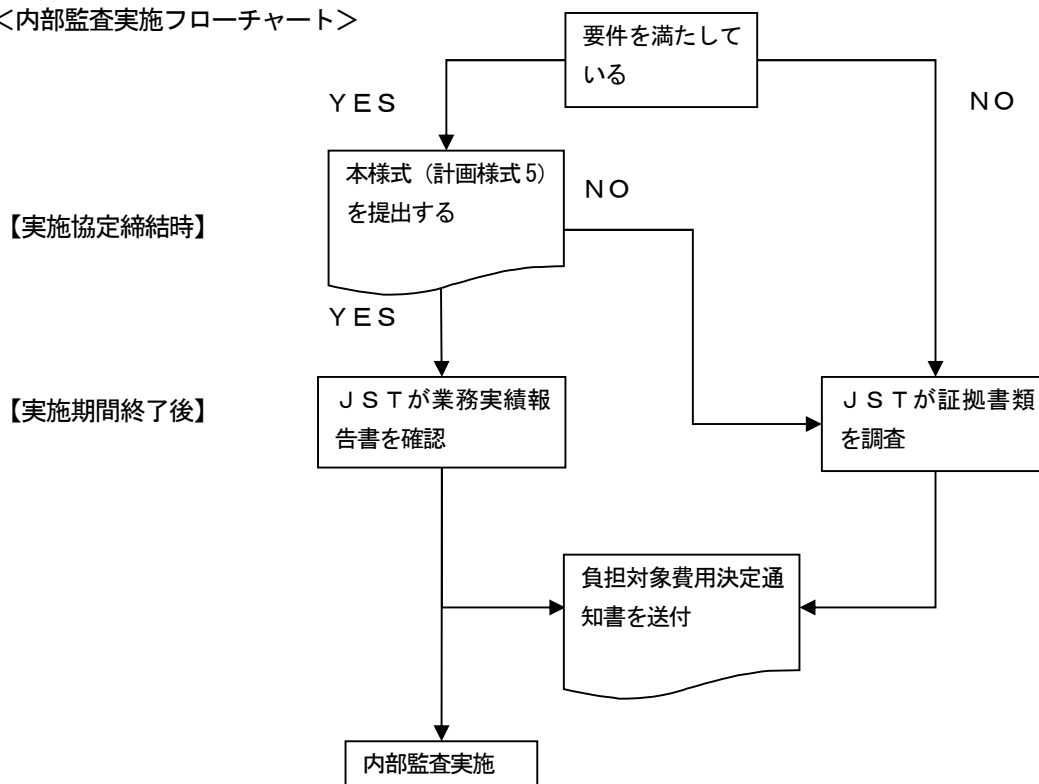 ＜内部監査実施フローチャート＞
要件を満たして
いる
ＹＥＳ
ＮＯ
本様式（計画様式５）
を提出する
ＮＯ
【実施協定締結時】
ＹＥＳ
【実施期間終了後】
ＪＳＴが業務実績報
告書を確認
ＪＳＴが証拠書類
を調査
負担対象費用決定通
知書を送付
内部監査実施